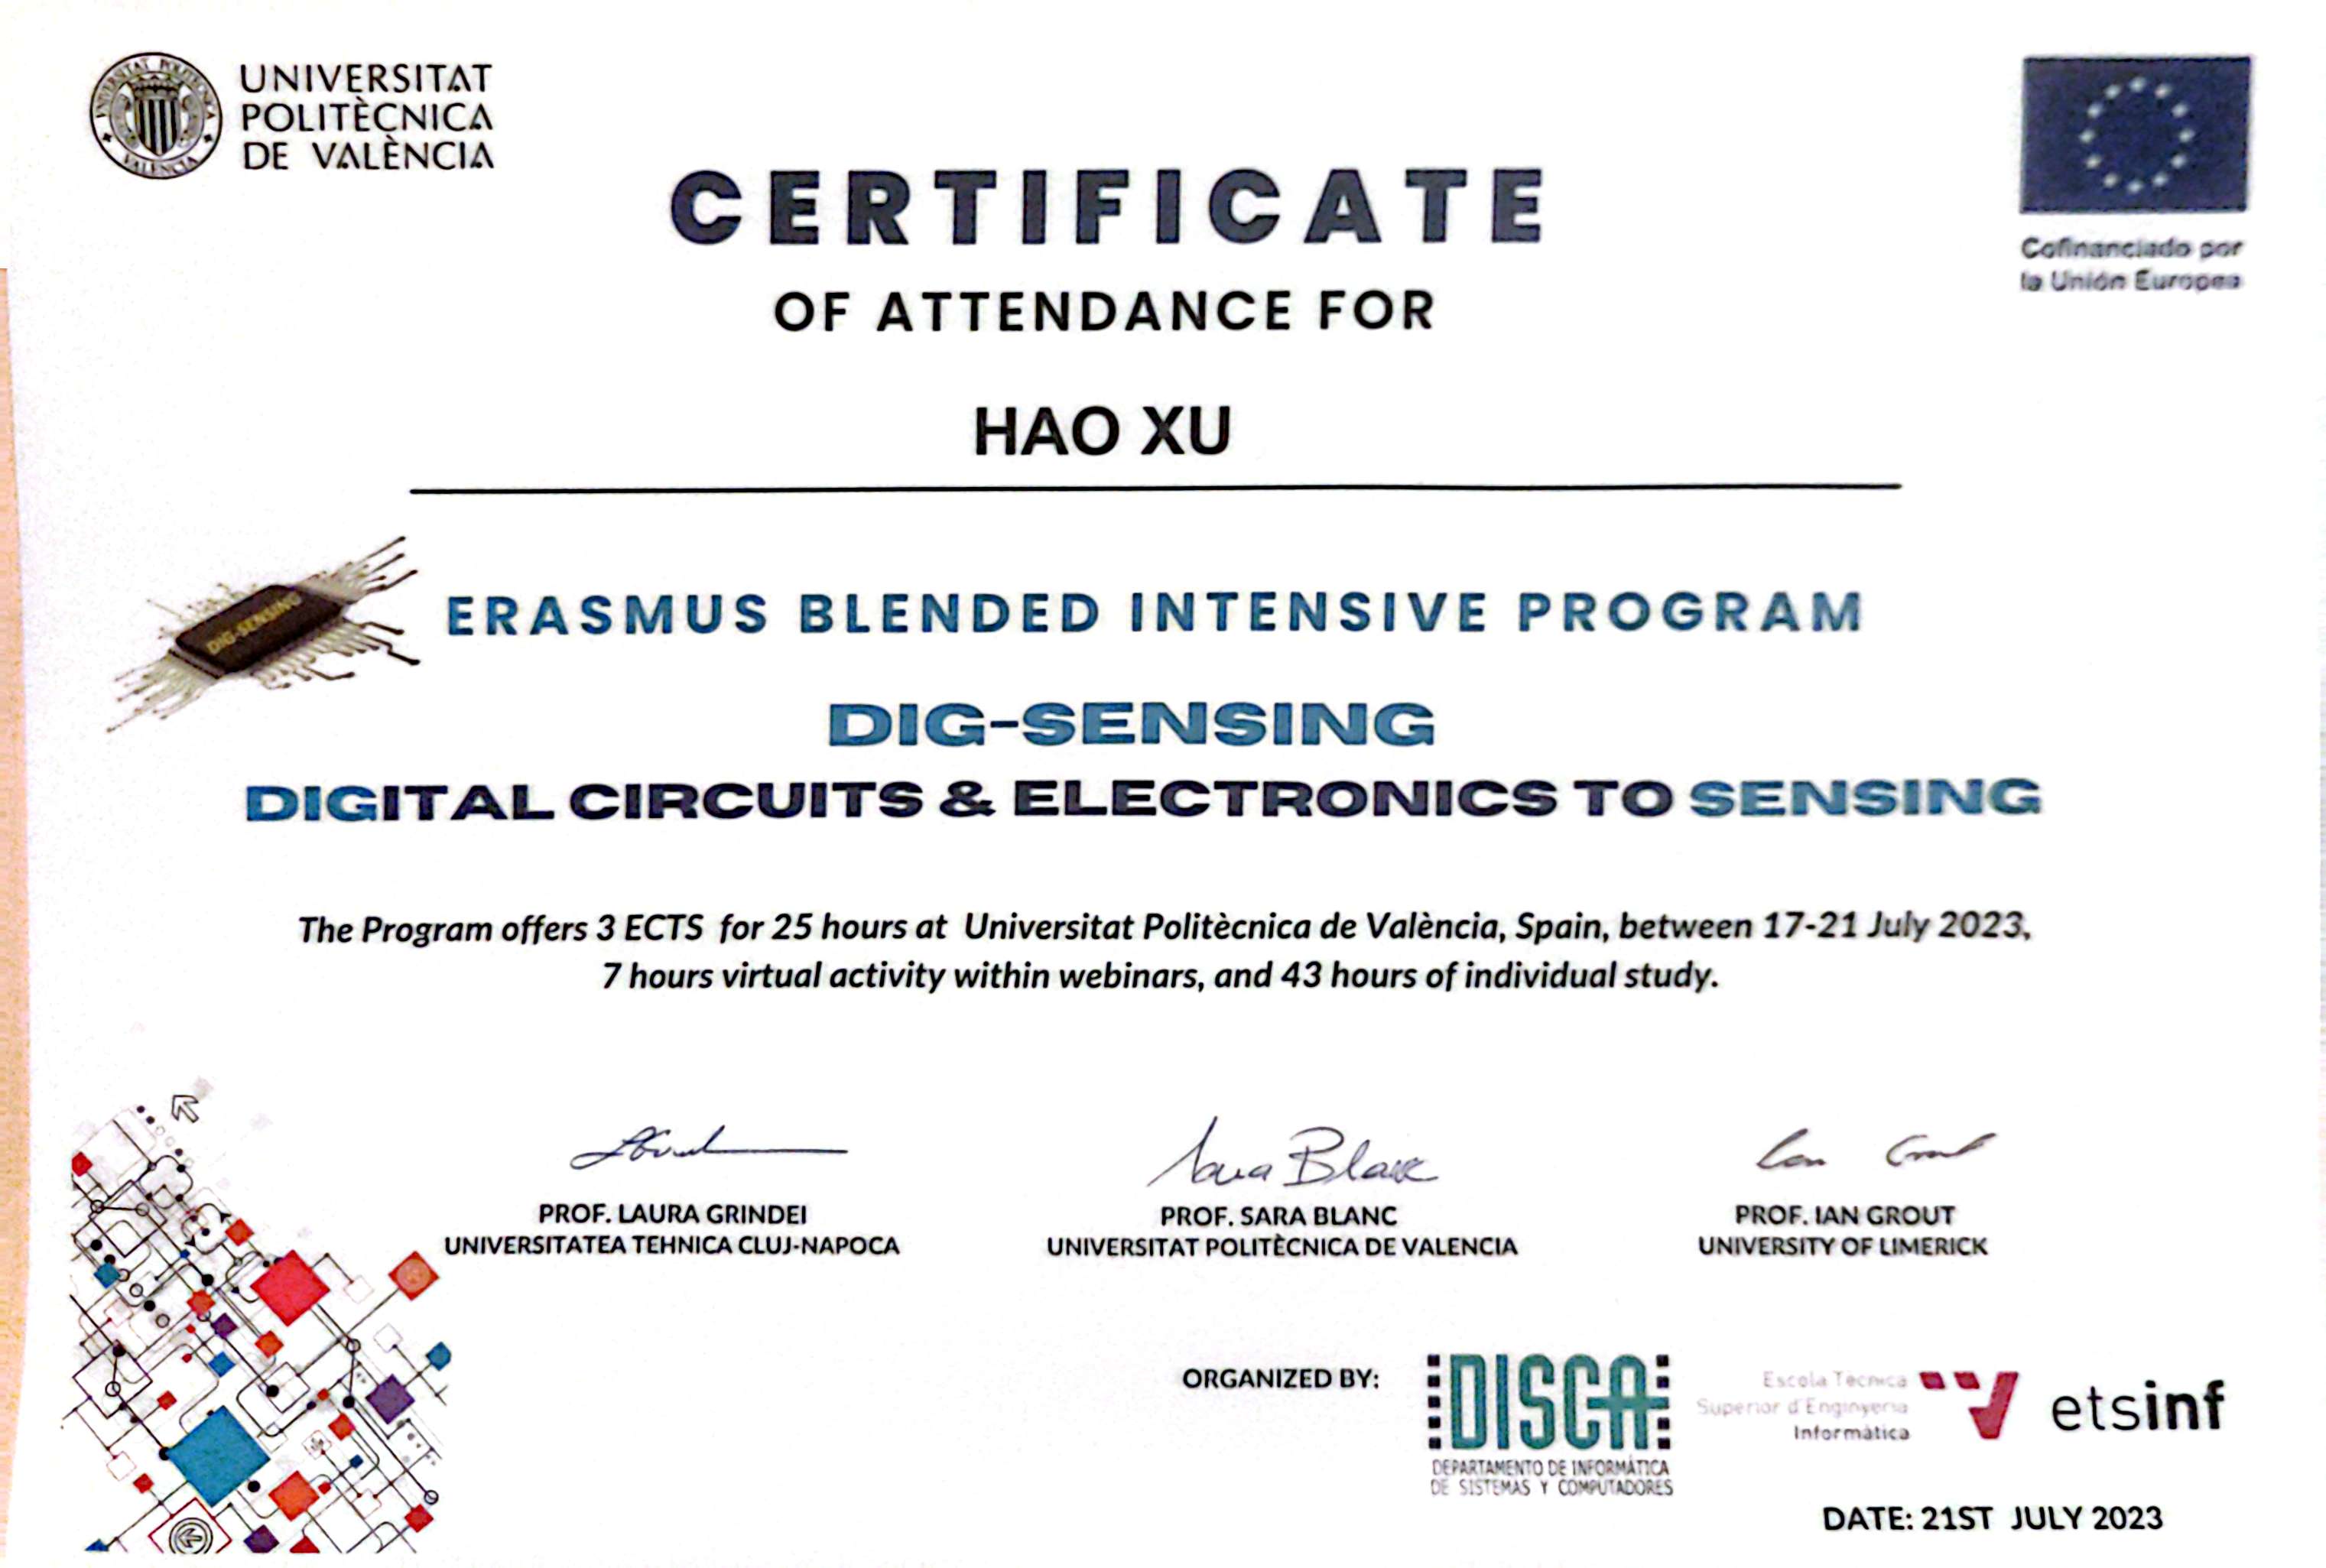 UNIVERSITAT
POLITÈCNICA
DE VALÈNCIA
Cofinanciado por
la Unión Europea
CERTIFICATE
OF ATTENDANCE FOR
HAO XU
DIG-SENSING
ERASMUS BLENDED INTENSIVE PROGRAM
DIG-SENSING
DIGITAL CIRCUITS & ELECTRONICS TO SENSING
The Program offers 3 ECTS for 25 hours at Universitat Politècnica de València, Spain, between 17-21 July 2023,
7 hours virtual activity within webinars, and 43 hours of individual study.
Sara Blanc
Ian Grout
PROF. LAURA GRINDEI
UNIVERSITATEA TEHNICA CLUJ-NAPOCA
PROF. SARA BLANC
UNIVERSITAT POLITÈCNICA DE VALENCIA
PROF. IAN GROUT
UNIVERSITY OF LIMERICK
ORGANIZED BY:
DISCA
DEPARTAMENTO DE INFORMÁTICA
DE SISTEMAS Y COMPUTADORES
Escola Tècnica
Superior d'Enginyeria
Informàtica
etsinf
DATE: 21ST JULY 2023